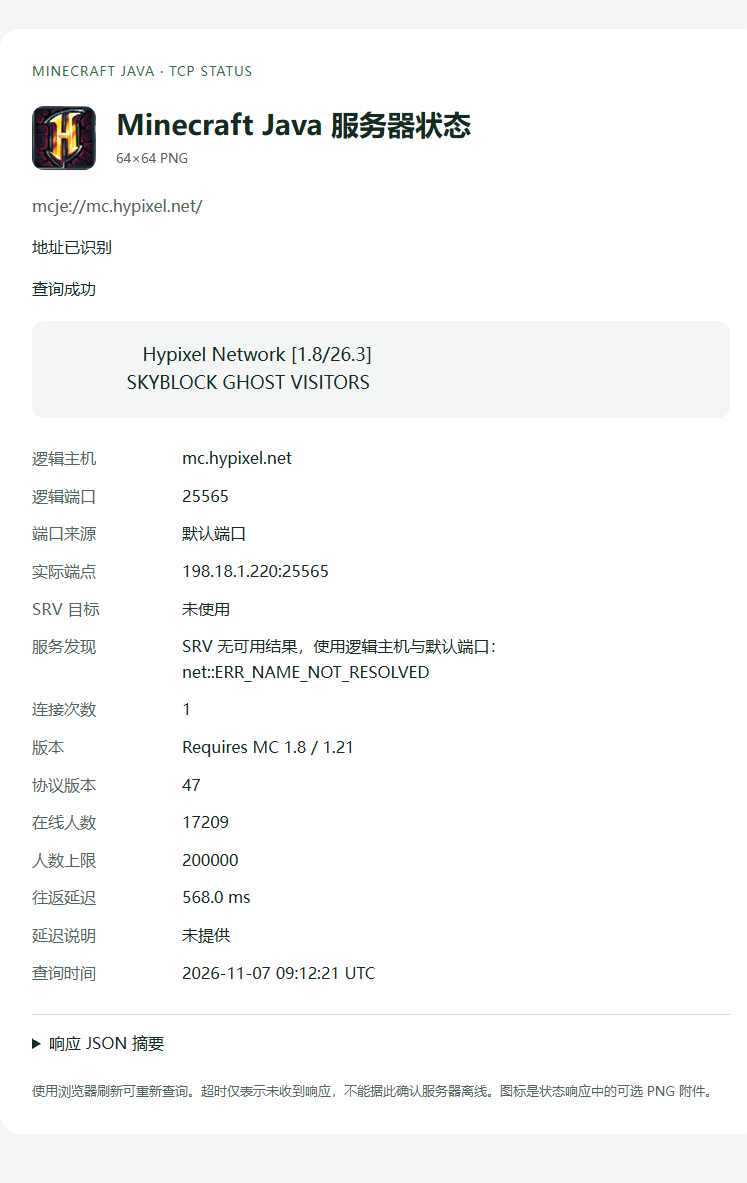 MINECRAFT JAVA · TCP STATUS
Minecraft Java 服务器状态
64×64 PNG
mcje://mc.hypixel.net/
地址已识别
查询成功
Hypixel Network [1.8/26.3]
SKYBLOCK GHOST VISITORS
逻辑主机 mc.hypixel.net
逻辑端口 25565
端口来源 默认端口
实际端点 198.18.1.220:25565
SRV 目标 未使用
服务发现 SRV 无可用结果，使用逻辑主机与默认端口：
net::ERR_NAME_NOT_RESOLVED
连接次数 1
版本 Requires MC 1.8 / 1.21
协议版本 47
在线人数 17209
人数上限 200000
往返延迟 568.0 ms
延迟说明 未提供
查询时间 2026-11-07 09:12:21 UTC
▶ 响应 JSON 摘要
使用浏览器刷新可重新查询。超时仅表示未收到响应，不能据此确认服务器离线。图标是状态响应中的可选 PNG 附件。